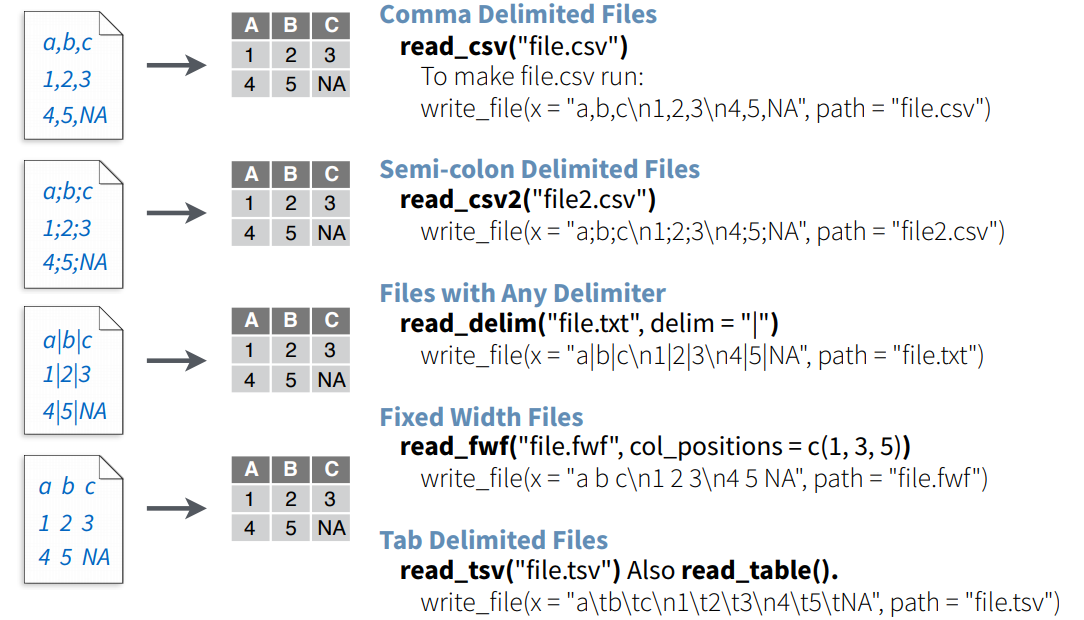 a,b,c
1,2,3
4,5,NA
A B C
1 2 3
4 5 NA
Comma Delimited Files
read_csv("file.csv")
To make file.csv run:
write_file(x = "a,b,c\n1,2,3\n4,5,NA", path = "file.csv")
a;b;c
1;2;3
4;5;NA
A B C
1 2 3
4 5 NA
Semi-colon Delimited Files
read_csv2("file2.csv")
write_file(x = "a;b;c\n1;2;3\n4;5;NA", path = "file2.csv")
a|b|c
1|2|3
4|5|NA
A B C
1 2 3
4 5 NA
Files with Any Delimiter
read_delim("file.txt", delim = "|")
write_file(x = "a|b|c\n1|2|3\n4|5|NA", path = "file.txt")
a b c
1 2 3
4 5 NA
A B C
1 2 3
4 5 NA
Fixed Width Files
read_fwf("file.fwf", col_positions = c(1, 3, 5))
write_file(x = "a b c\n1 2 3\n4 5 NA", path = "file.fwf")
Tab Delimited Files
read_tsv("file.tsv") Also read_table().
write_file(x = "a\tb\tc\n1\t2\t3\n4\t5\tNA", path = "file.tsv")